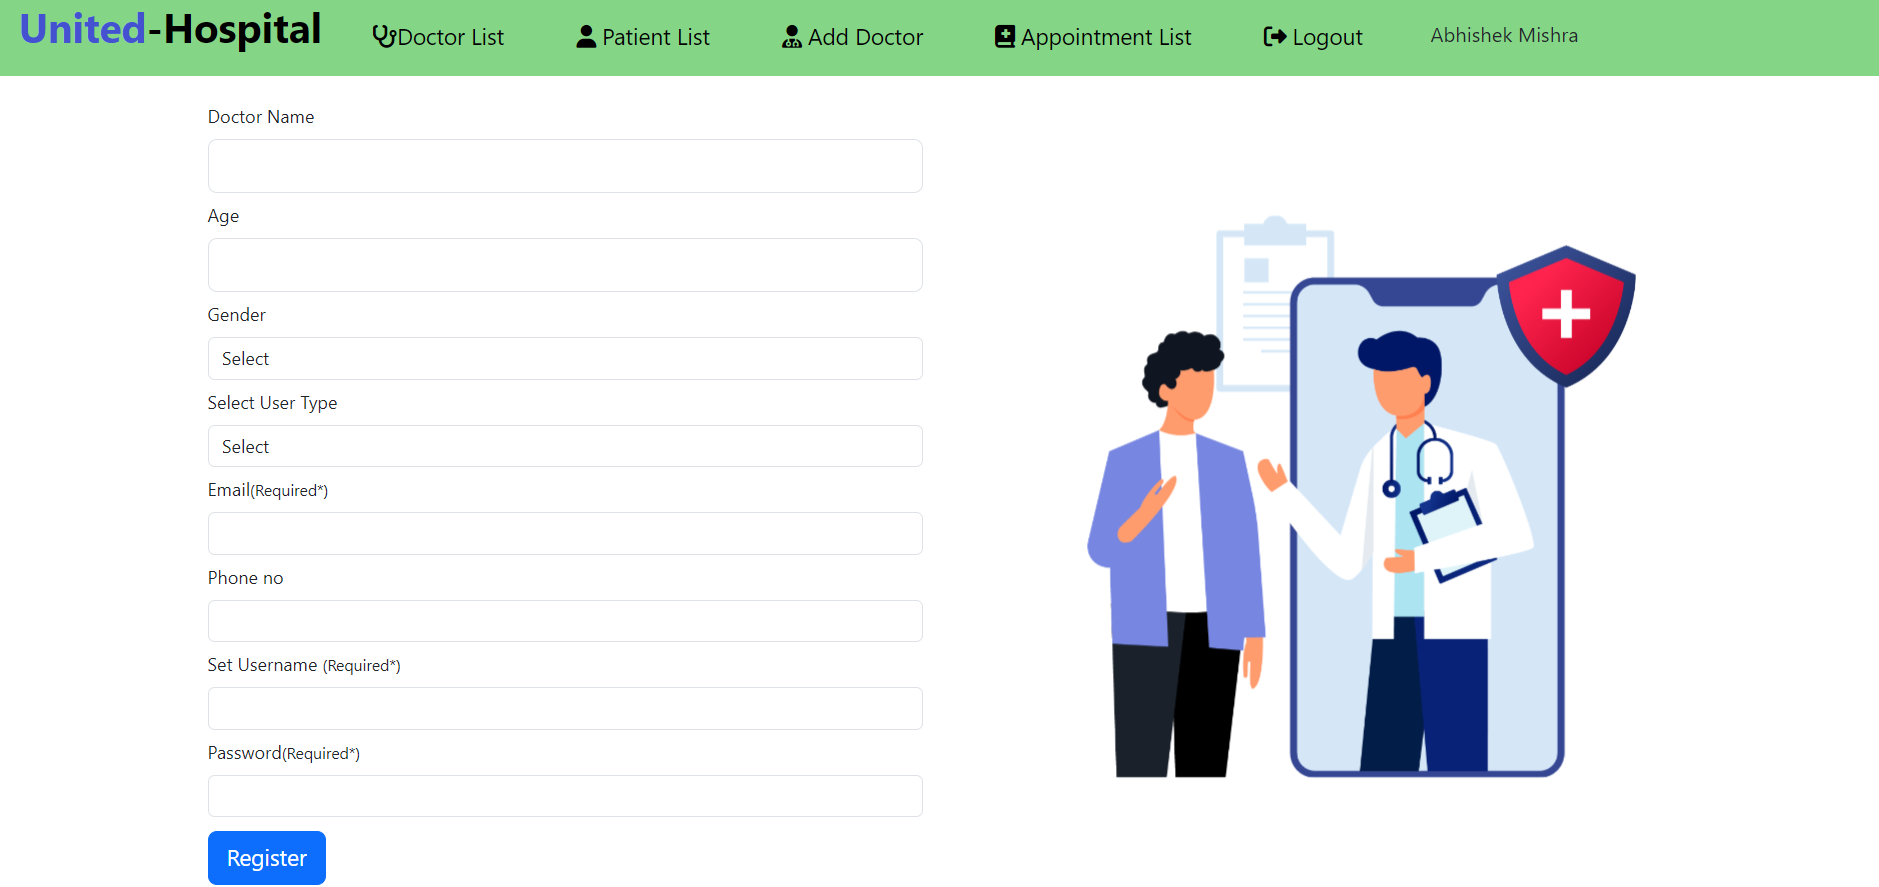 United-Hospital Doctor List Patient List Add Doctor Appointment List Logout Abhishek Mishra
Doctor Name
Age
Gender
Select
Select User Type
Select
Email(Required*)
Phone no
Set Username (Required*)
Password(Required*)
Register